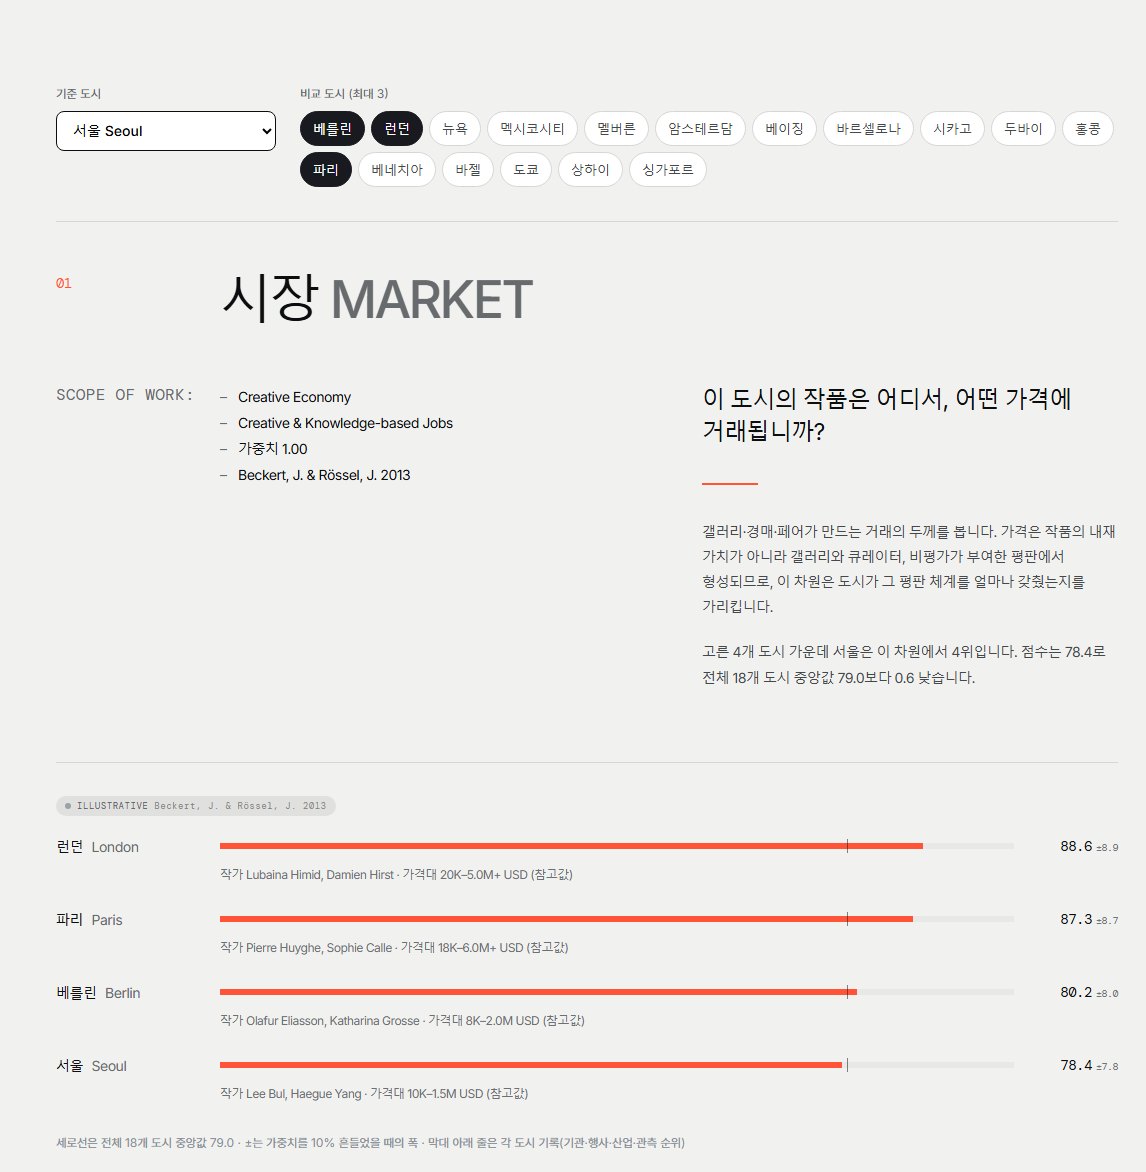 기준 도시
비교 도시 (최대 3)
서울 Seoul
베를린 런던 뉴욕 멕시코시티 멜버른 암스테르담 베이징 바르셀로나 시카고 두바이 홍콩
파리 베네치아 바젤 도쿄 상하이 싱가포르
01
시장 MARKET
SCOPE OF WORK:
– Creative Economy
– Creative & Knowledge-based Jobs
– 가중치 1.00
– Beckert, J. & Rössel, J. 2013
이 도시의 작품은 어디서, 어떤 가격에
거래됩니까?
갤러리·경매·페어가 만드는 거래의 두께를 봅니다. 가격은 작품의 내재
가치가 아니라 갤러리와 큐레이터, 비평가가 부여한 평판에서
형성되므로, 이 차원은 도시가 그 평판 체계를 얼마나 갖췄는지를
가리킵니다.
고른 4개 도시 가운데 서울은 이 차원에서 4위입니다. 점수는 78.4로
전체 18개 도시 중앙값 79.0보다 0.6 낮습니다.
ILLUSTRATIVE Beckert, J. & Rössel, J. 2013
런던 London 88.6 ±8.9
작가 Lubaina Himid, Damien Hirst · 가격대 20K–5.0M+ USD (참고값)
파리 Paris 87.3 ±8.7
작가 Pierre Huyghe, Sophie Calle · 가격대 18K–6.0M+ USD (참고값)
베를린 Berlin 80.2 ±8.0
작가 Olafur Eliasson, Katharina Grosse · 가격대 8K–2.0M USD (참고값)
서울 Seoul 78.4 ±7.8
작가 Lee Bul, Haegue Yang · 가격대 10K–1.5M USD (참고값)
세로선은 전체 18개 도시 중앙값 79.0 · ±는 가중치를 10% 흔들었을 때의 폭 · 막대 아래 줄은 각 도시 기록(기관·행사·산업·관측 순위)